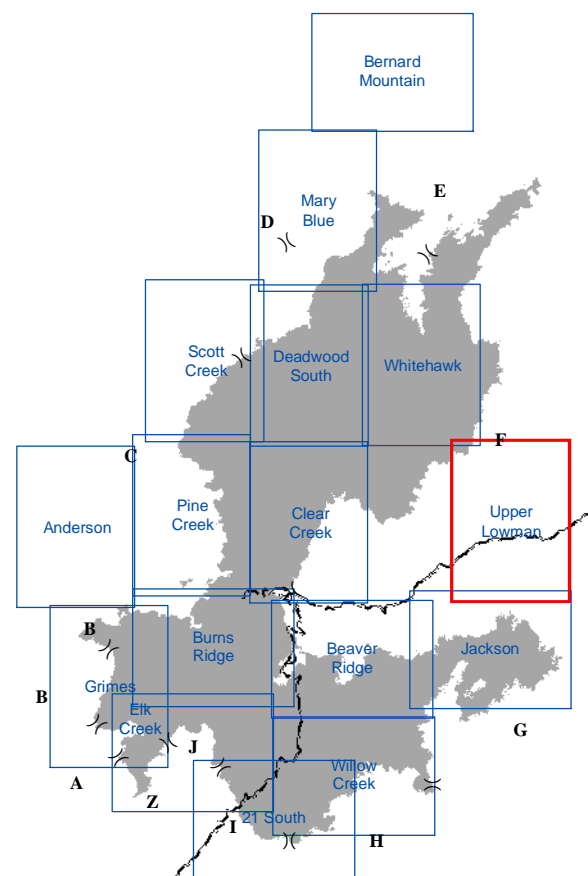 Bernard
Mountain
E
Mary
Blue
D
Scott
Creek
Deadwood
South
Whitehawk
F
C
Pine
Creek
Clear
Creek
Upper
Lowman
Anderson
B
Burns
Ridge
Beaver
Ridge
Jackson
B
Grimes
Elk
Creek
G
J
A
Z
Willow
Creek
21 South
I
H